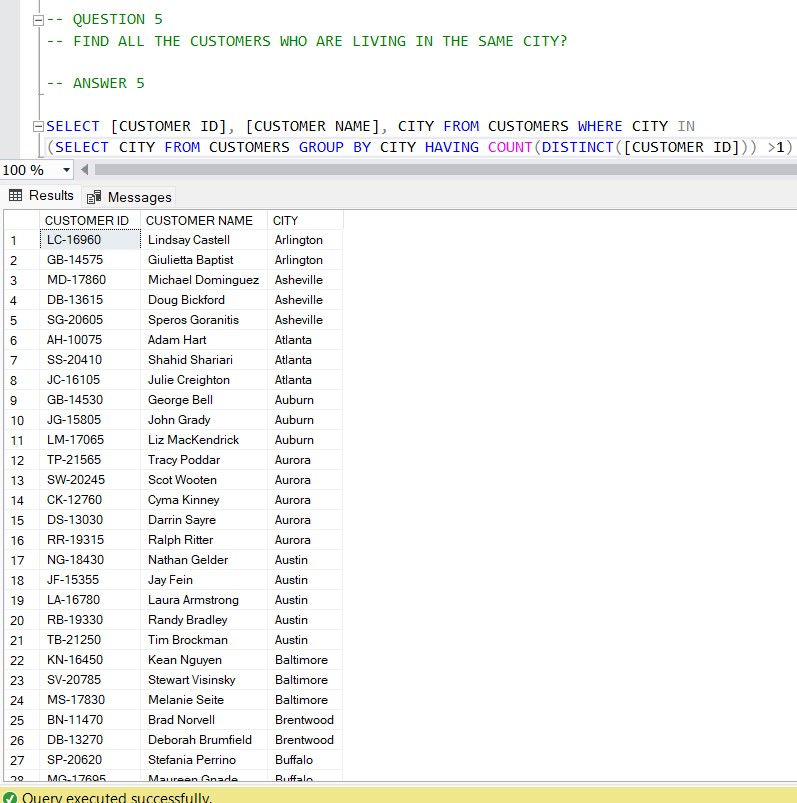 -- QUESTION 5
-- FIND ALL THE CUSTOMERS WHO ARE LIVING IN THE SAME CITY?
-- ANSWER 5
SELECT [CUSTOMER ID], [CUSTOMER NAME], CITY FROM CUSTOMERS WHERE CITY IN
(SELECT CITY FROM CUSTOMERS GROUP BY CITY HAVING COUNT(DISTINCT([CUSTOMER ID])) >1)
100 %
Results Messages
CUSTOMER ID CUSTOMER NAME CITY
1 LC-16960 Lindsay Castell Arlington
2 GB-14575 Giulietta Baptist Arlington
3 MD-17860 Michael Dominguez Asheville
4 DB-13615 Doug Bickford Asheville
5 SG-20605 Speros Goranitis Asheville
6 AH-10075 Adam Hart Atlanta
7 SS-20410 Shahid Shariari Atlanta
8 JC-16105 Julie Creighton Atlanta
9 GB-14530 George Bell Auburn
10 JG-15805 John Grady Auburn
11 LM-17065 Liz MacKendrick Auburn
12 TP-21565 Tracy Poddar Aurora
13 SW-20245 Scot Wooten Aurora
14 CK-12760 Cyma Kinney Aurora
15 DS-13030 Darrin Sayre Aurora
16 RR-19315 Ralph Ritter Aurora
17 NG-18430 Nathan Gelder Austin
18 JF-15355 Jay Fein Austin
19 LA-16780 Laura Armstrong Austin
20 RB-19330 Randy Bradley Austin
21 TB-21250 Tim Brockman Austin
22 KN-16450 Kean Nguyen Baltimore
23 SV-20785 Stewart Visinsky Baltimore
24 MS-17830 Melanie Seite Baltimore
25 BN-11470 Brad Norvell Brentwood
26 DB-13270 Deborah Brumfield Brentwood
27 SP-20620 Stefania Perrino Buffalo
28 MG-17695 Maureen Gnade Buffalo
Query executed successfully.